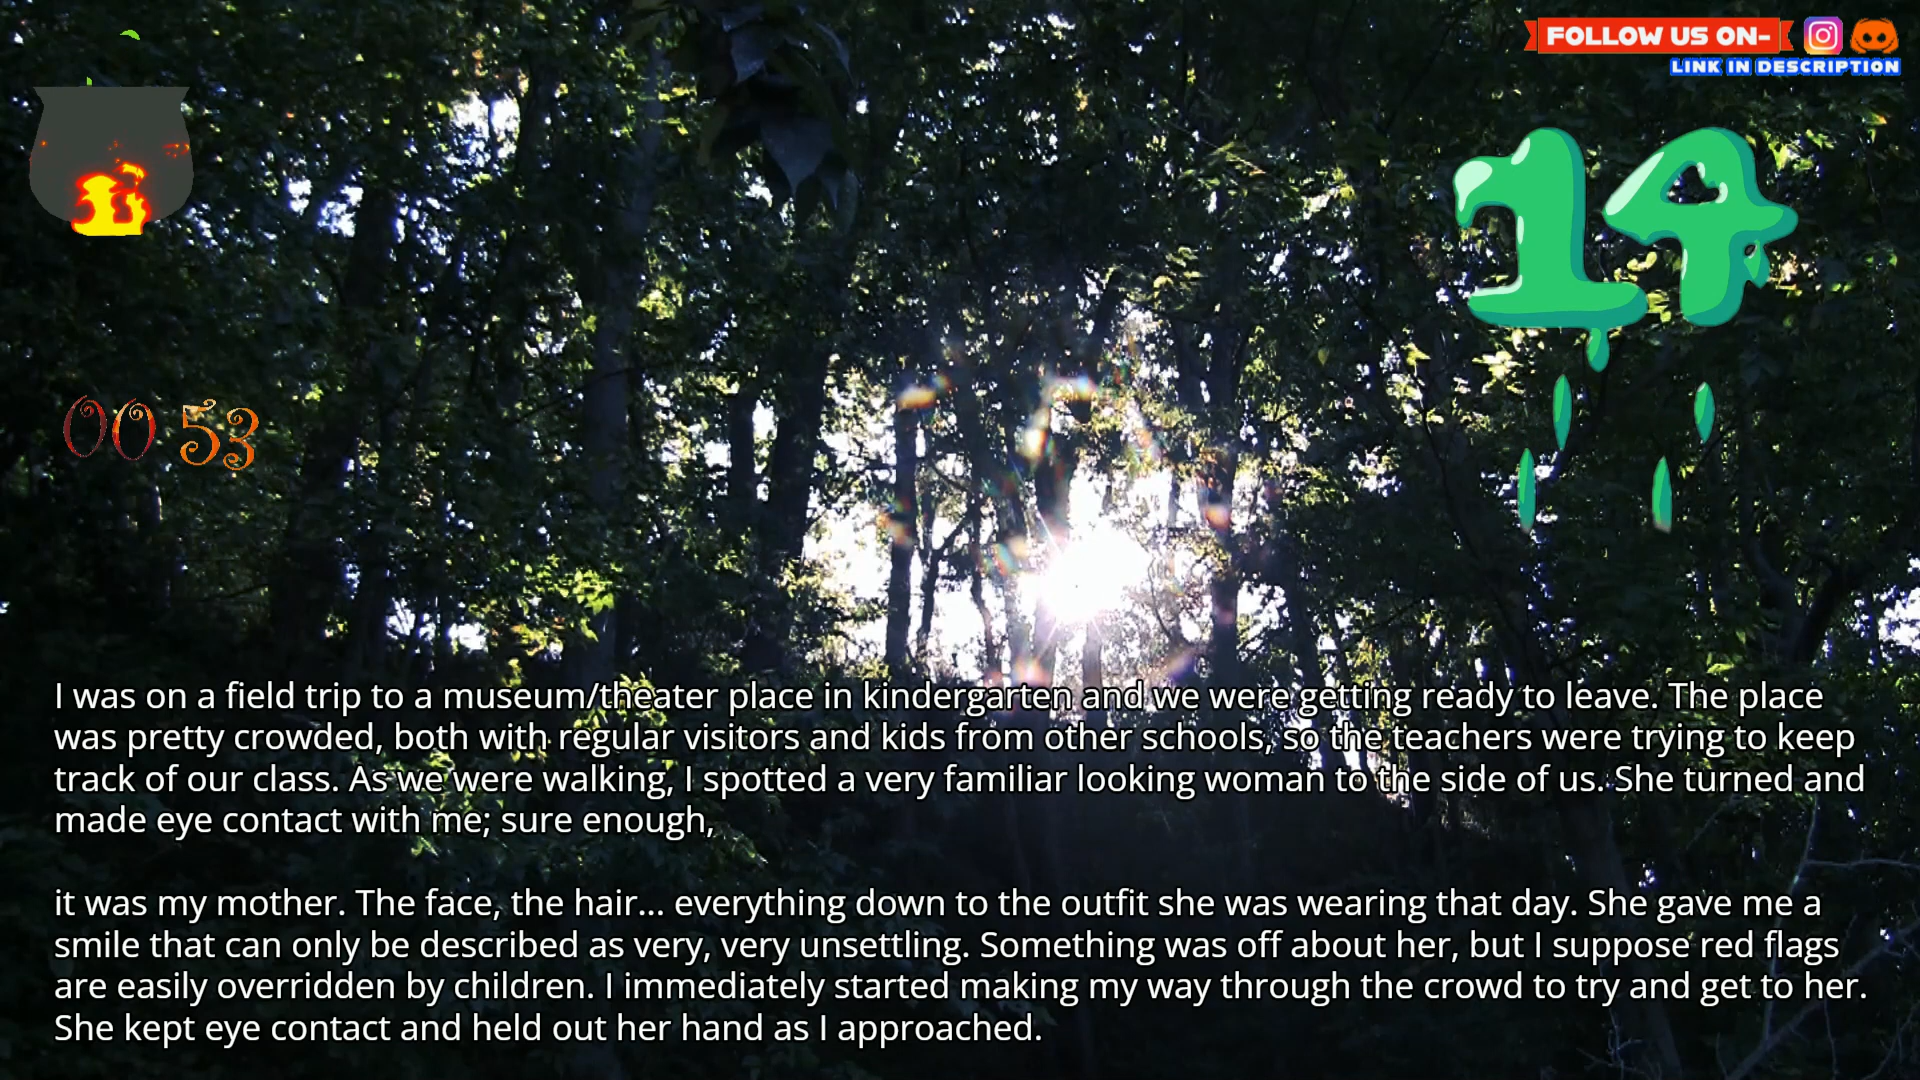 FOLLOW US ON-
LINK IN DESCRIPTION
14
00 53
I was on a field trip to a museum/theater place in kindergarten and we were getting ready to leave. The place
was pretty crowded, both with regular visitors and kids from other schools, so the teachers were trying to keep
track of our class. As we were walking, I spotted a very familiar looking woman to the side of us. She turned and
made eye contact with me; sure enough,
it was my mother. The face, the hair... everything down to the outfit she was wearing that day. She gave me a
smile that can only be described as very, very unsettling. Something was off about her, but I suppose red flags
are easily overridden by children. I immediately started making my way through the crowd to try and get to her.
She kept eye contact and held out her hand as I approached.